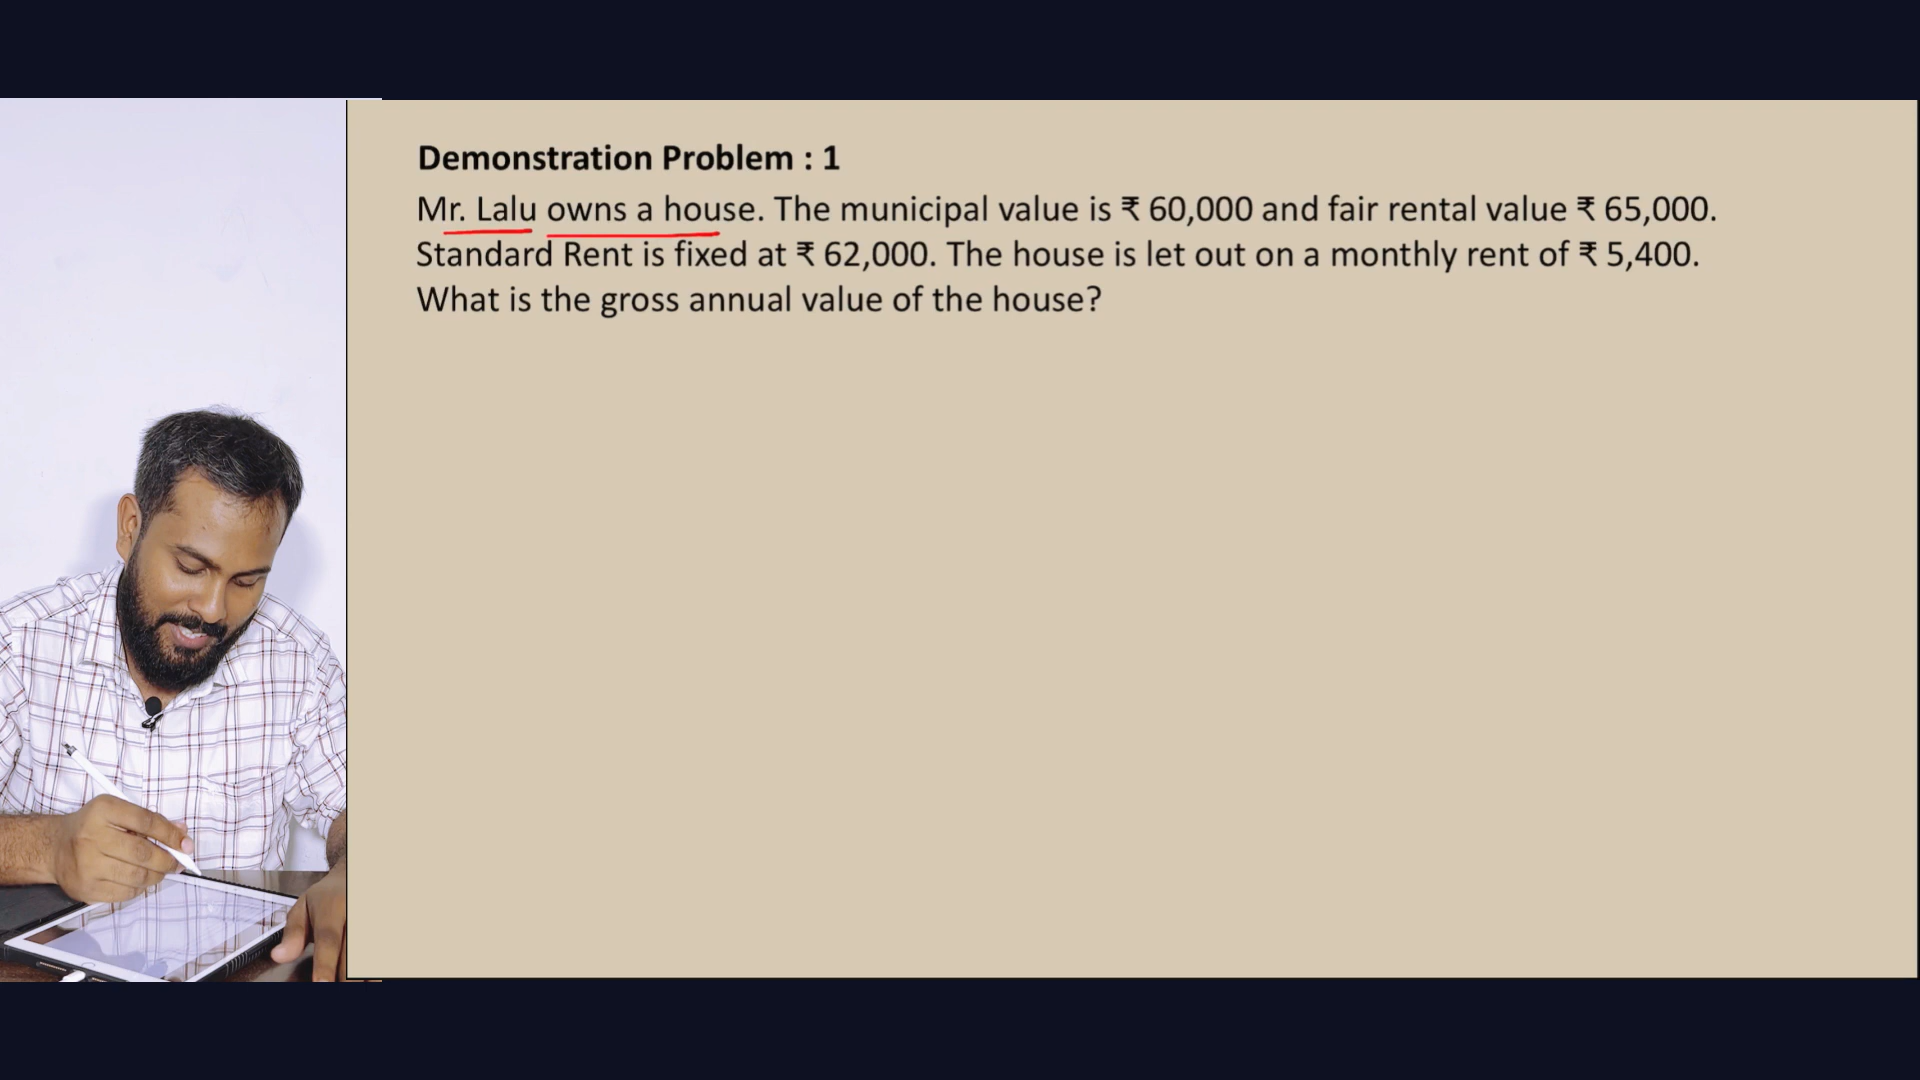 Demonstration Problem : 1
Mr. Lalu owns a house. The municipal value is ₹ 60,000 and fair rental value ₹ 65,000.
Standard Rent is fixed at ₹ 62,000. The house is let out on a monthly rent of ₹ 5,400.
What is the gross annual value of the house?